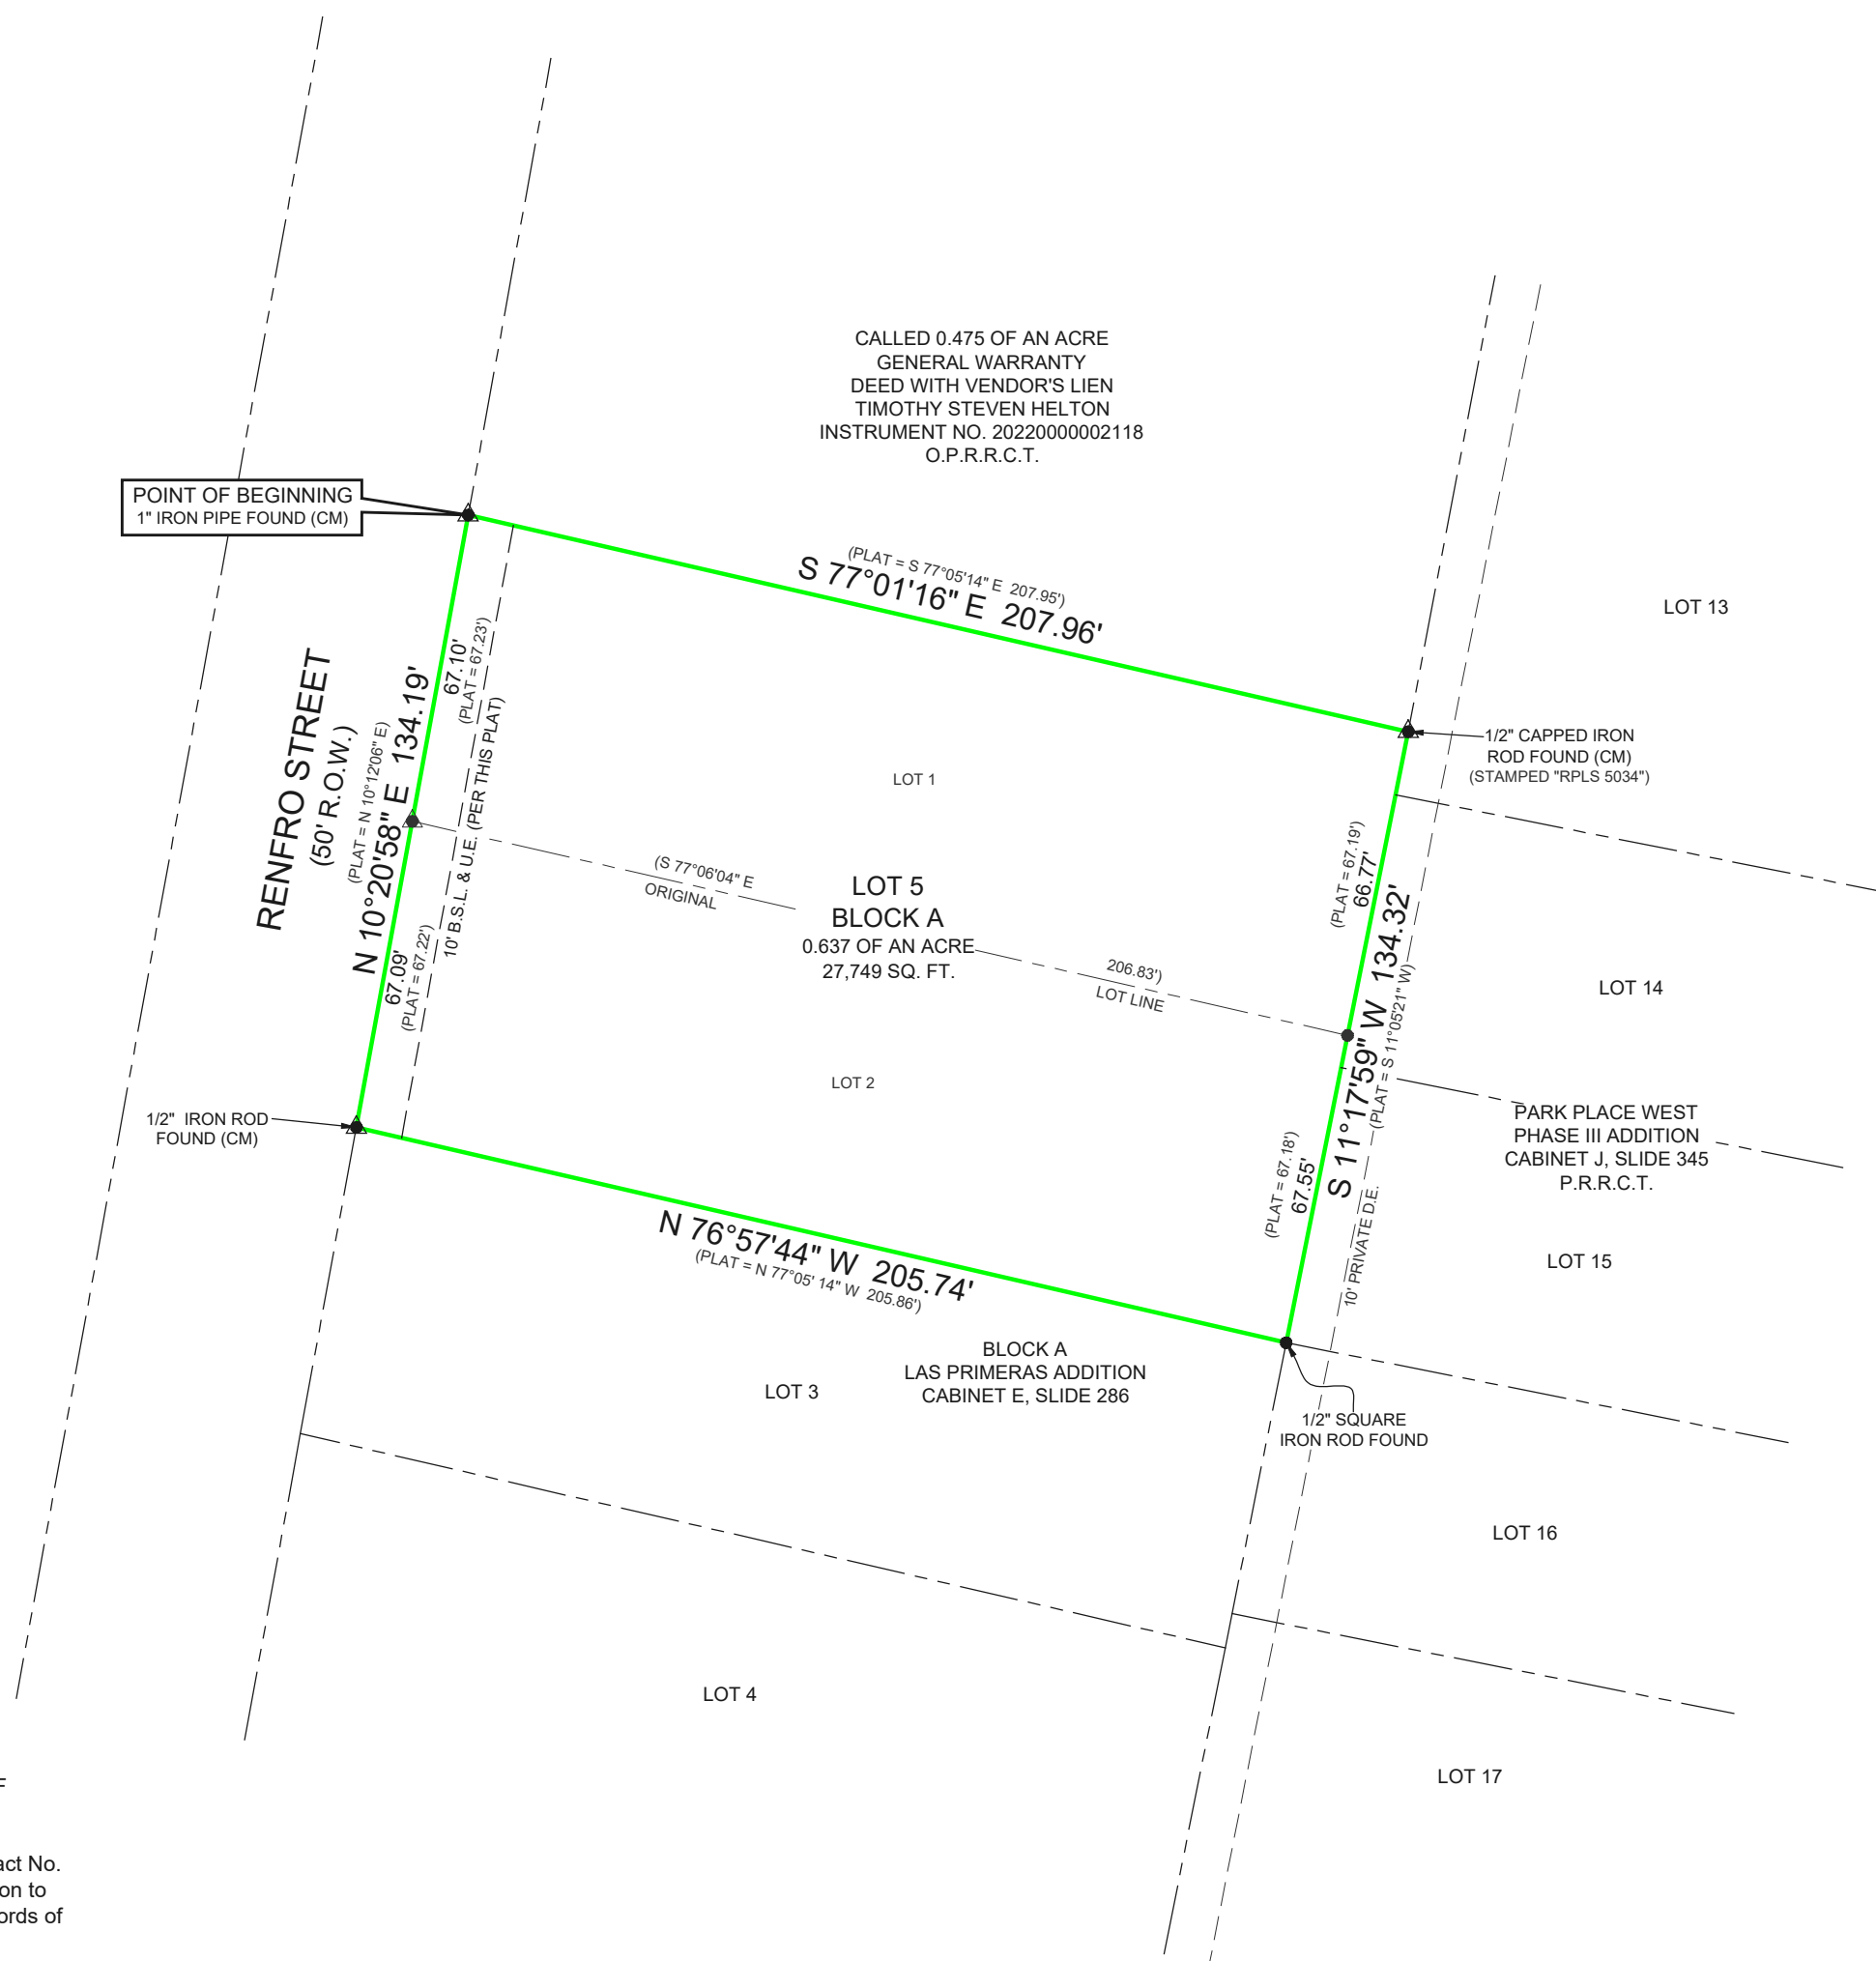 CALLED 0.475 OF AN ACRE
GENERAL WARRANTY
DEED WITH VENDOR'S LIEN
TIMOTHY STEVEN HELTON
INSTRUMENT NO. 20220000002118
O.P.R.R.C.T.
POINT OF BEGINNING
1" IRON PIPE FOUND (CM)
(PLAT = S 77°05'14" E 207.95')
S 77°01'16" E 207.96'
LOT 13
RENFRO STREET
(50' R.O.W.)
(PLAT = N 10°12'06" E)
N 10°20'58" E 134.19'
67.10'
(PLAT = 67.23')
67.09'
(PLAT = 67.22')
10' B.S.L. & U.E. (PER THIS PLAT)
1/2" CAPPED IRON
ROD FOUND (CM)
(STAMPED "RPLS 5034")
LOT 1
(S 77°06'04" E
ORIGINAL
LOT 5
BLOCK A
0.637 OF AN ACRE
27,749 SQ. FT.
206.83')
LOT LINE
(PLAT = 67.19')
66.77'
S 11°17'59" W 134.32'
(PLAT = S 11°05'21" W)
(PLAT = 67.18')
67.55'
10' PRIVATE D.E.
LOT 14
LOT 2
1/2" IRON ROD
FOUND (CM)
PARK PLACE WEST
PHASE III ADDITION
CABINET J, SLIDE 345
P.R.R.C.T.
LOT 15
N 76°57'44" W 205.74'
(PLAT = N 77°05' 14" W 205.86')
BLOCK A
LAS PRIMERAS ADDITION
CABINET E, SLIDE 286
LOT 3
1/2" SQUARE
IRON ROD FOUND
LOT 16
LOT 4
LOT 17
act No.
on to
ords of